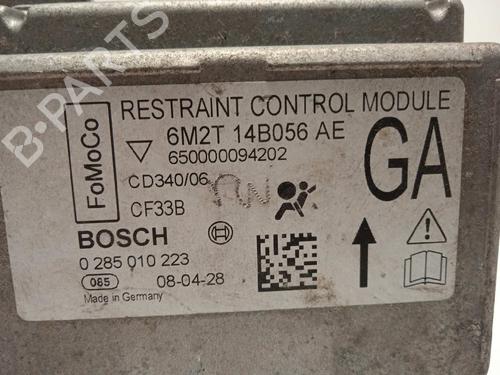 B-PARTS
FoMoCo
RESTRAINT CONTROL MODULE
6M2T 14B056 AE
650000094202
CD340/06
CF33B
GA
BOSCH
0 285 010 223
085
08-04-28
Made in Germany